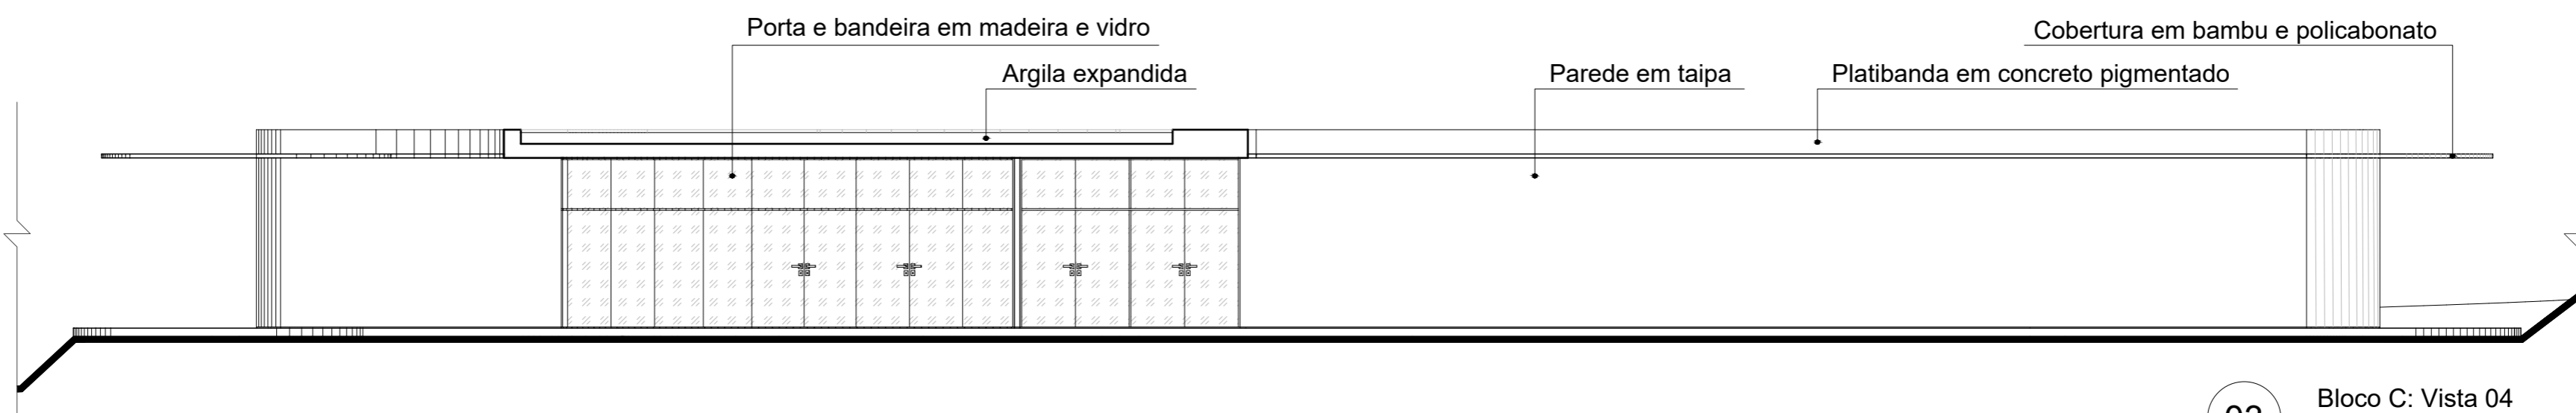 Porta e bandeira em madeira e vidro
Cobertura em bambu e policabonato
Argila expandida
Parede em taipa
Platibanda em concreto pigmentado
Bloco C: Vista 04